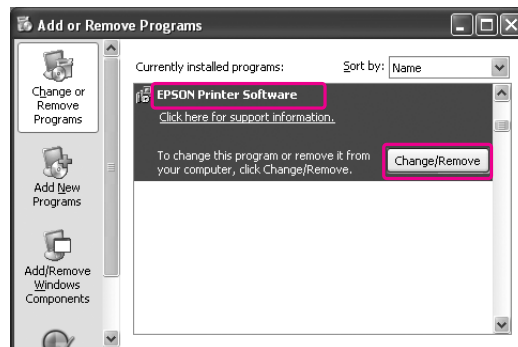 Add or Remove Programs
Change or
Remove
Programs
Add New
Programs
Add/Remove
Windows
Components
Currently installed programs:
Sort by: Name
EPSON Printer Software
Click here for support information.
To change this program or remove it from
your computer, click Change/Remove.
Change/Remove